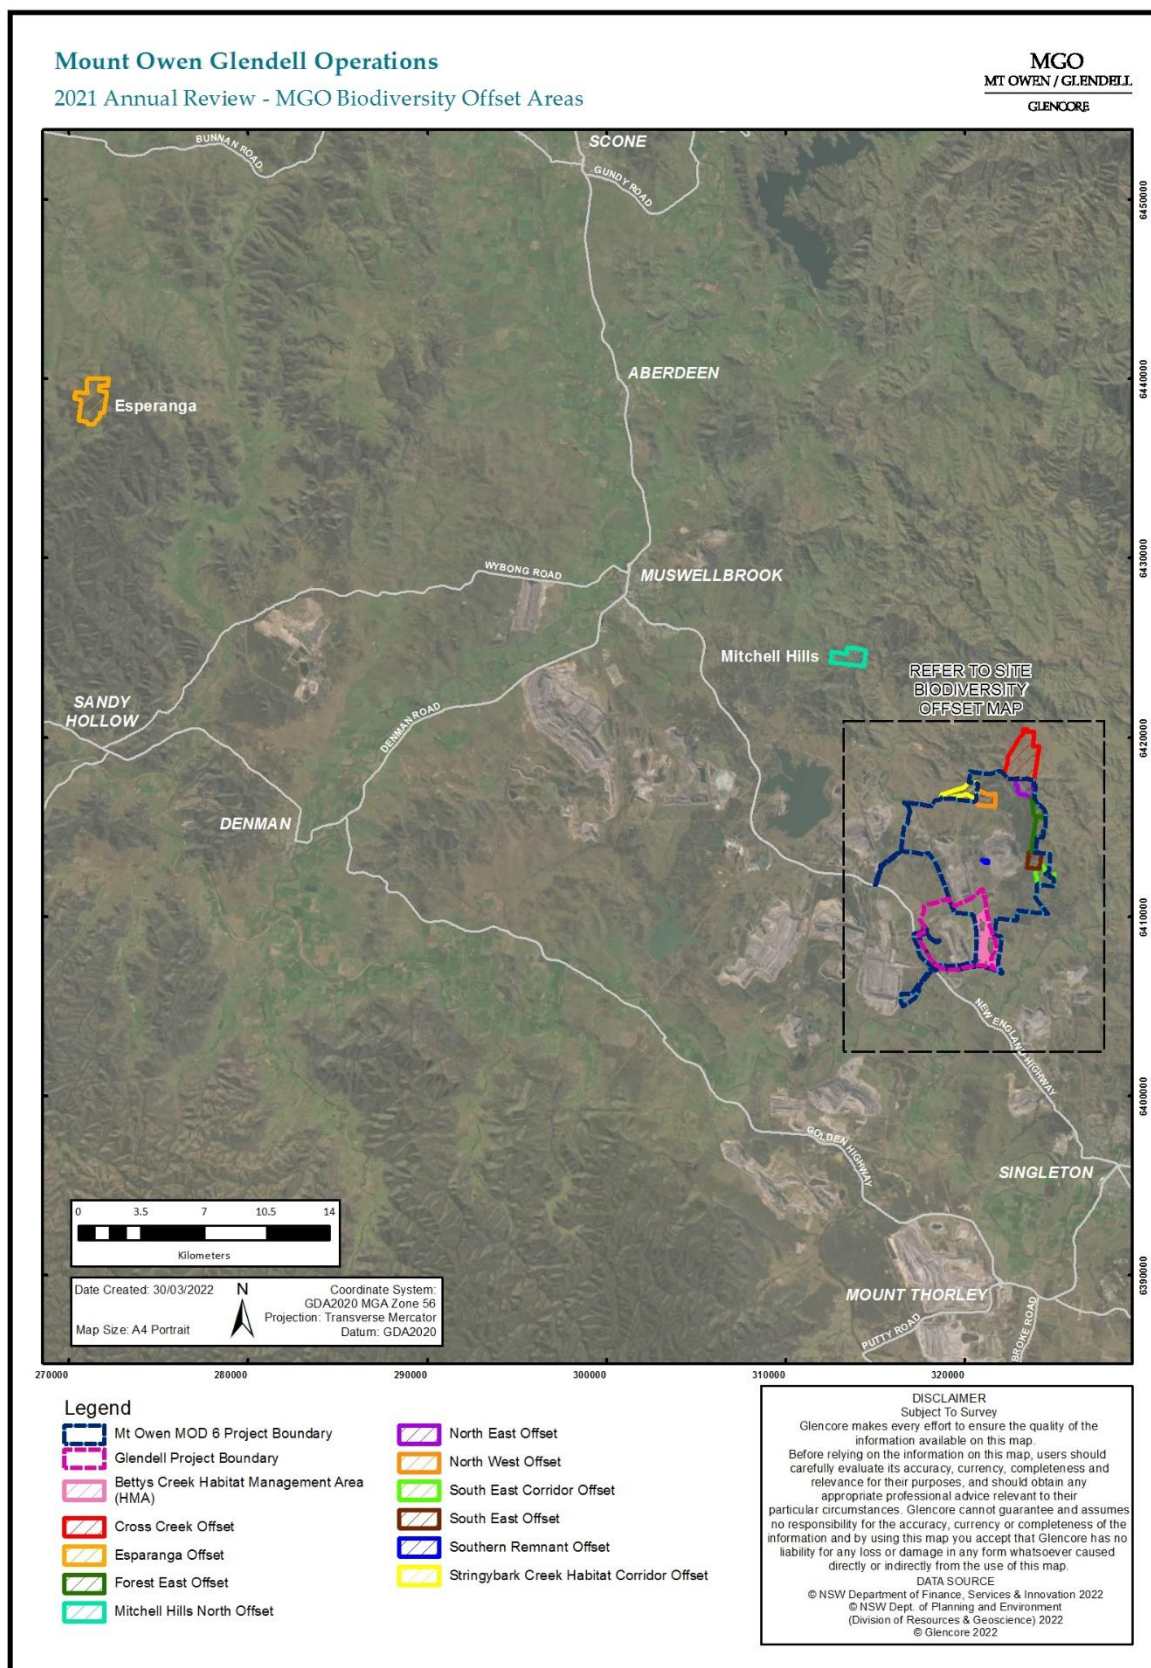 Mount Owen Glendell Operations
2021 Annual Review - MGO Biodiversity Offset Areas
MGO
MT OWEN / GLENDELL
GLENCORE
SCONE
BUNNAN ROAD
GUNDY ROAD
6450000
ABERDEEN
6440000
Esperanga
6430000
WYBONG ROAD
MUSWELLBROOK
Mitchell Hills
REFER TO SITE
BIODIVERSITY
OFFSET MAP
SANDY
HOLLOW
DENMAN ROAD
6420000
DENMAN
6410000
NEW ENGLAND HIGHWAY
6400000
GOLDEN HIGHWAY
SINGLETON
0 3.5 7 10.5 14
Kilometers
6390000
MOUNT THORLEY
PUTTY ROAD
BROKE ROAD
Date Created: 30/03/2022
Map Size: A4 Portrait
N
Coordinate System:
GDA2020 MGA Zone 56
Projection: Transverse Mercator
Datum: GDA2020
270000 280000 290000 300000 310000 320000
Legend
Mt Owen MOD 6 Project Boundary
Glendell Project Boundary
Bettys Creek Habitat Management Area
(HMA)
Cross Creek Offset
Esparanga Offset
Forest East Offset
Mitchell Hills North Offset
North East Offset
North West Offset
South East Corridor Offset
South East Offset
Southern Remnant Offset
Stringybark Creek Habitat Corridor Offset
DISCLAIMER
Subject To Survey
Glencore makes every effort to ensure the quality of the
information available on this map.
Before relying on the information on this map, users should
carefully evaluate its accuracy, currency, completeness and
relevance for their purposes, and should obtain any
appropriate professional advice relevant to their
particular circumstances. Glencore cannot guarantee and assumes
no responsibility for the accuracy, currency or completeness of the
information and by using this map you accept that Glencore has no
liability for any loss or damage in any form whatsoever caused
directly or indirectly from the use of this map.
DATA SOURCE
© NSW Department of Finance, Services & Innovation 2022
© NSW Dept. of Planning and Environment
(Division of Resources & Geoscience) 2022
© Glencore 2022